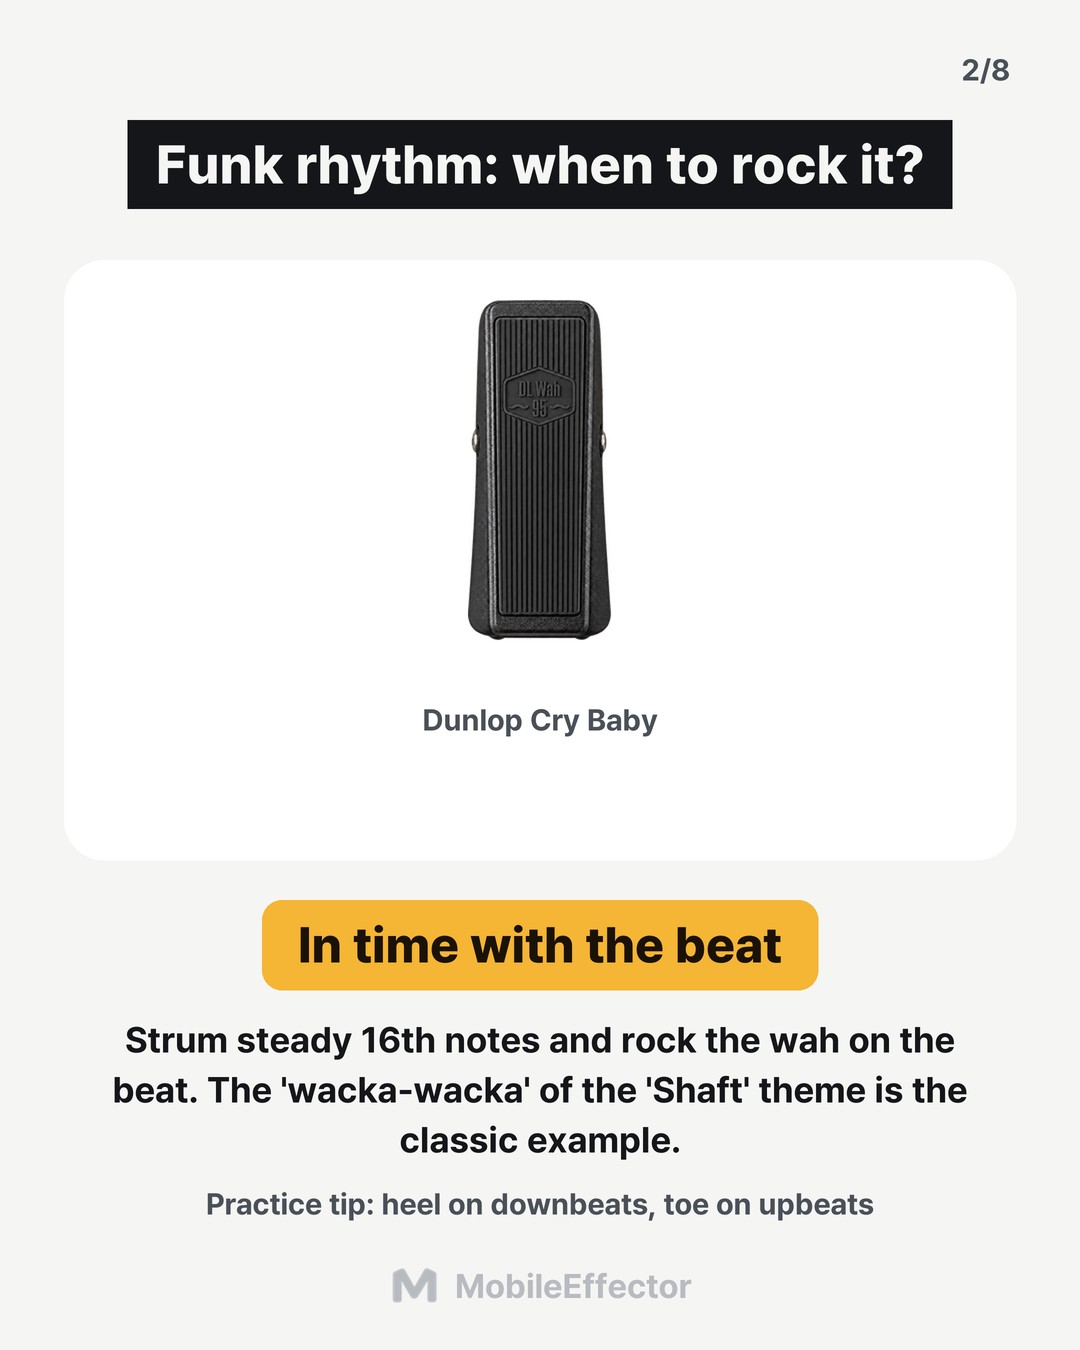 2/8
Funk rhythm: when to rock it?
DL Wah
95
Dunlop Cry Baby
In time with the beat
Strum steady 16th notes and rock the wah on the
beat. The 'wacka-wacka' of the 'Shaft' theme is the
classic example.
Practice tip: heel on downbeats, toe on upbeats
MobileEffector